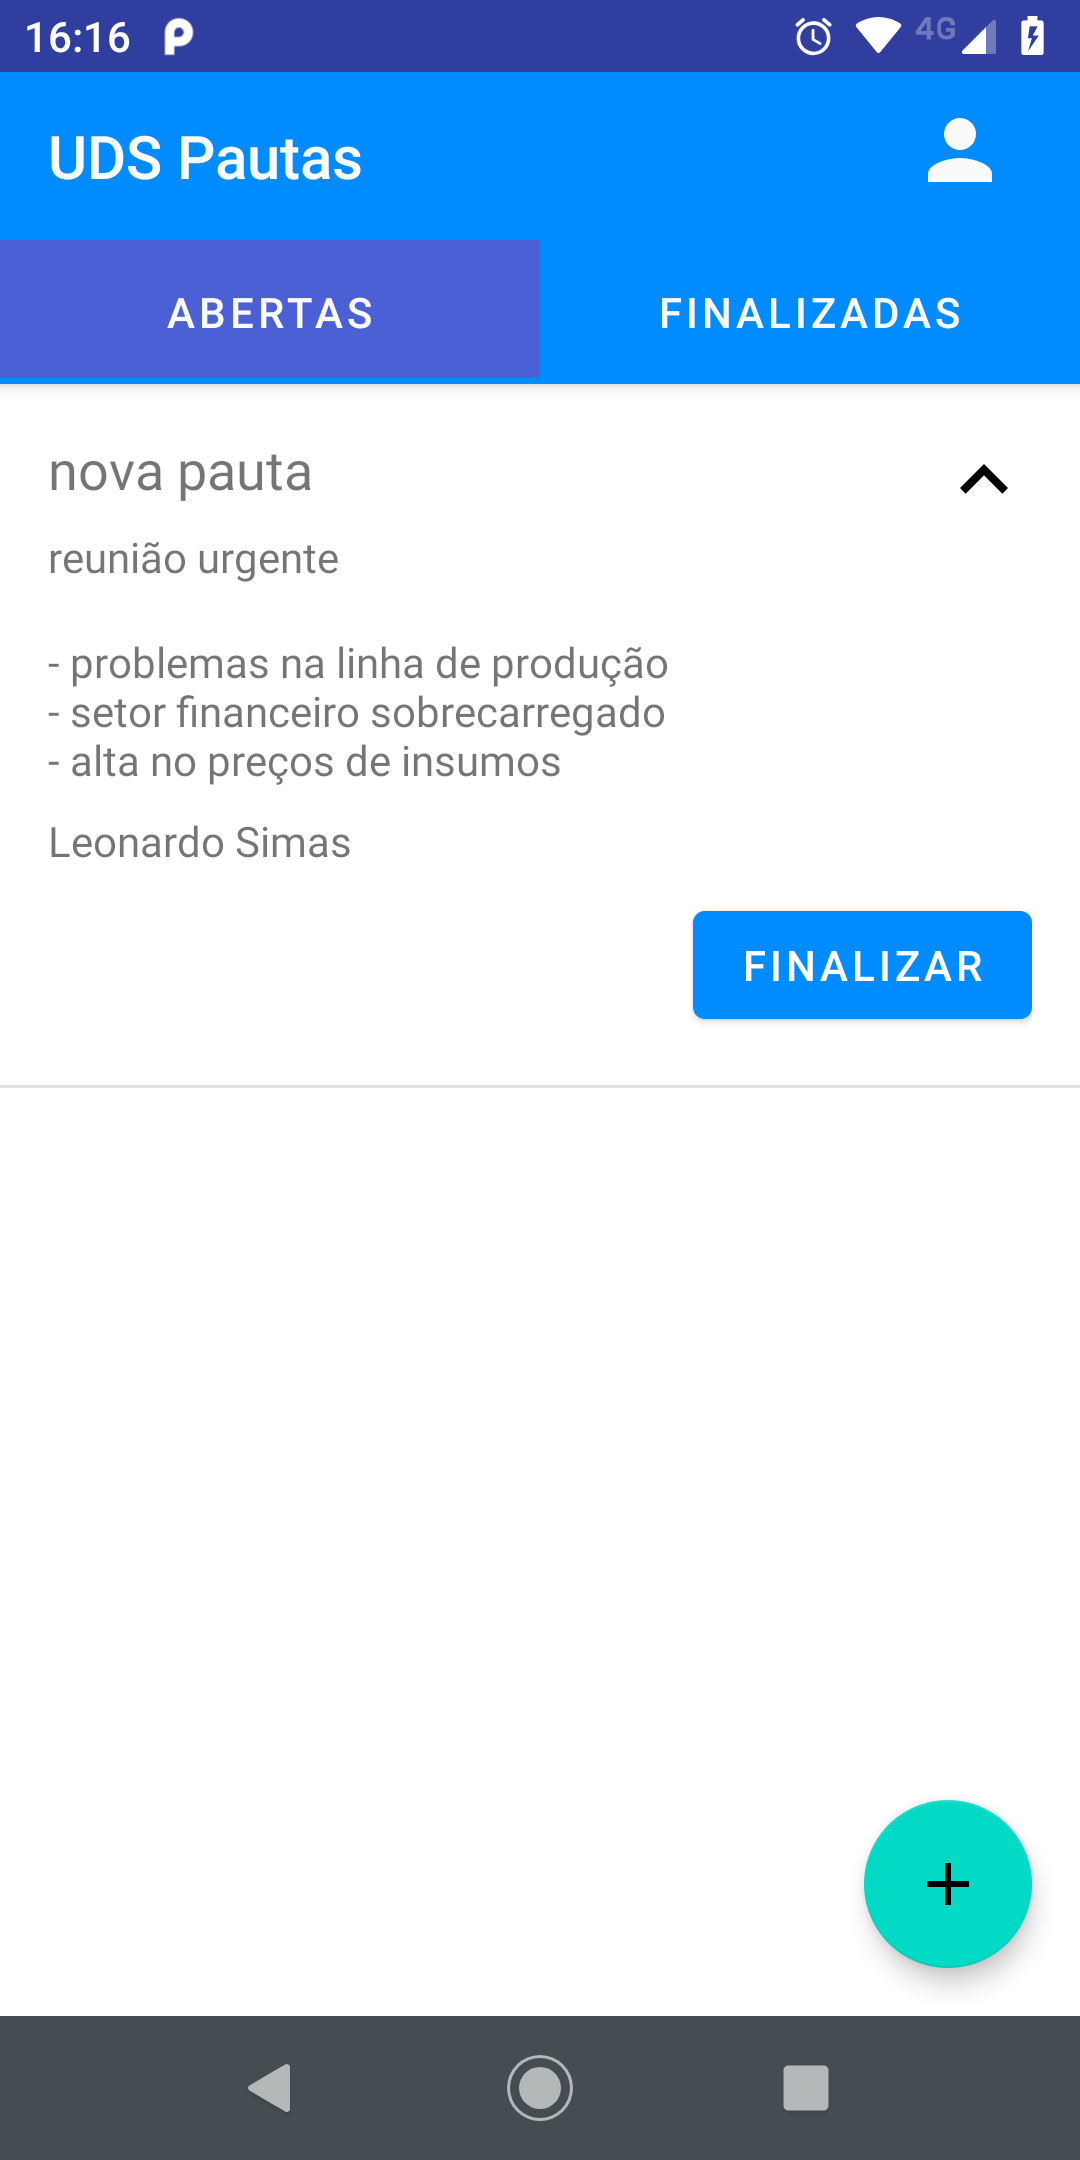 16:16
4G
UDS Pautas
ABERTAS
FINALIZADAS
nova pauta
reunião urgente
- problemas na linha de produção
- setor financeiro sobrecarregado
- alta no preços de insumos
Leonardo Simas
FINALIZAR